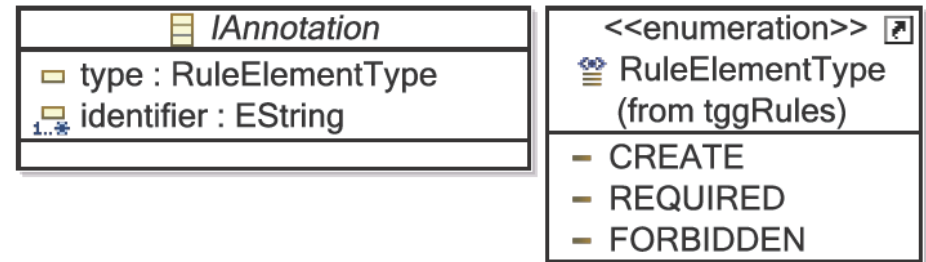 IAnnotation
type : RuleElementType
1..* identifier : EString
<<enumeration>>
RuleElementType
(from tggRules)
CREATE
REQUIRED
FORBIDDEN